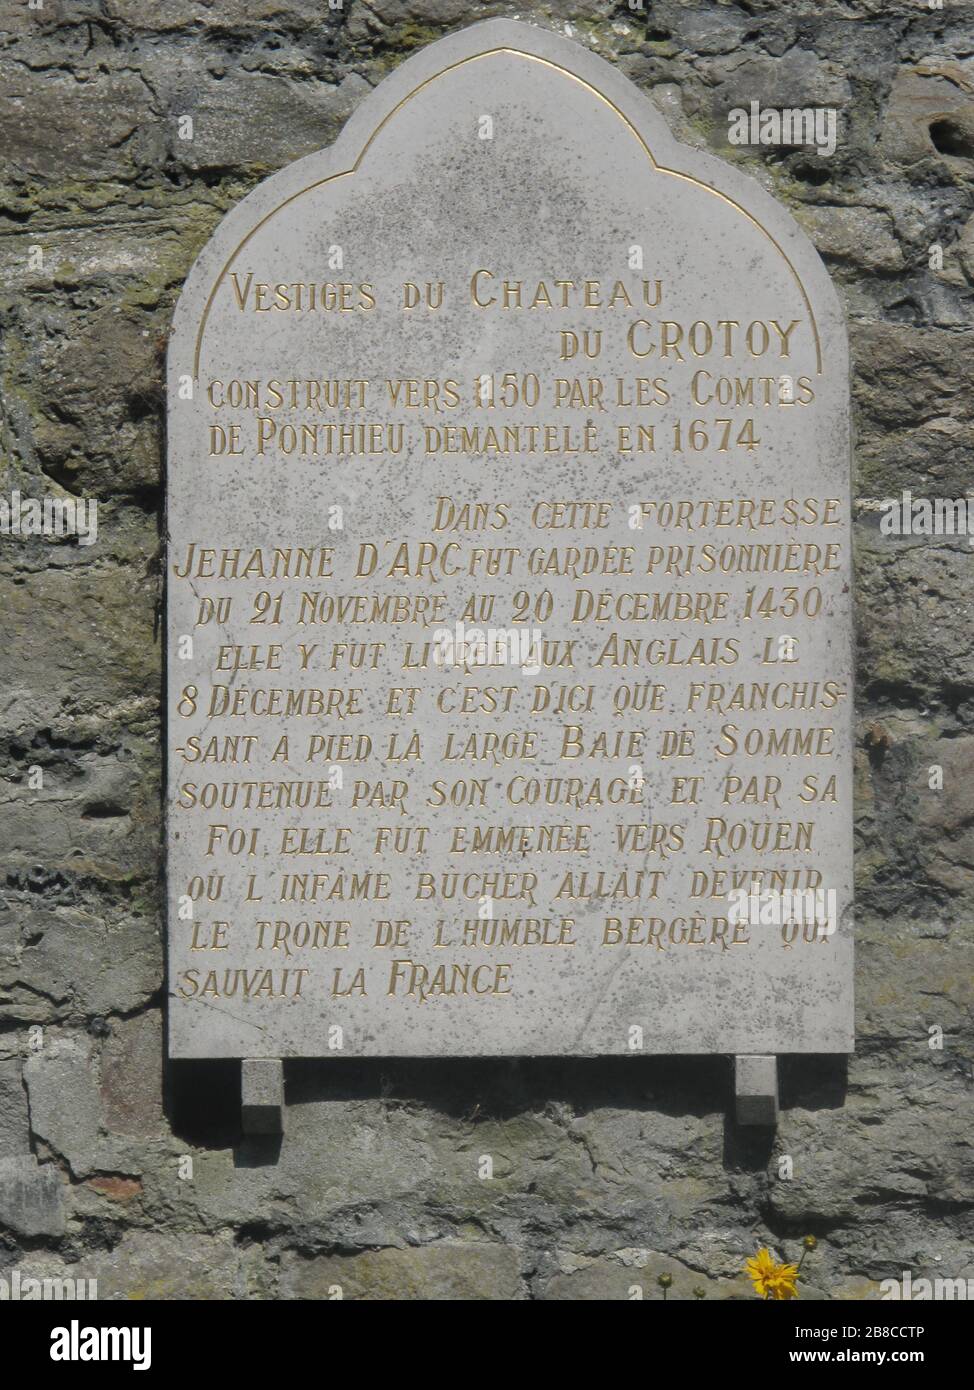 VESTIGES DU CHATEAU
DU CROTOY
CONSTRUIT VERS 1150 PAR LES COMTES
DE PONTHIEU DEMANTELÉ EN 1674
DANS CETTE FORTERESSE
JEHANNE D'ARC FUT GARDÉE PRISONNIÈRE
DU 21 NOVEMBRE AU 20 DÉCEMBRE 1430
ELLE Y FUT LIVRÉE AUX ANGLAIS LE
8 DÉCEMBRE ET C'EST D'ICI QUE FRANCHIS-
-SANT A PIED LA LARGE BAIE DE SOMME
SOUTENUE PAR SON COURAGE ET PAR SA
FOI ELLE FUT EMMENÉE VERS ROUEN
OU L'INFAME BUCHER ALLAIT DEVENIR
LE TRONE DE L'HUMBLE BERGÈRE QUI
SAUVAIT LA FRANCE
alamy
a alamy
Image ID: 2B8CCTP
www.alamy.com